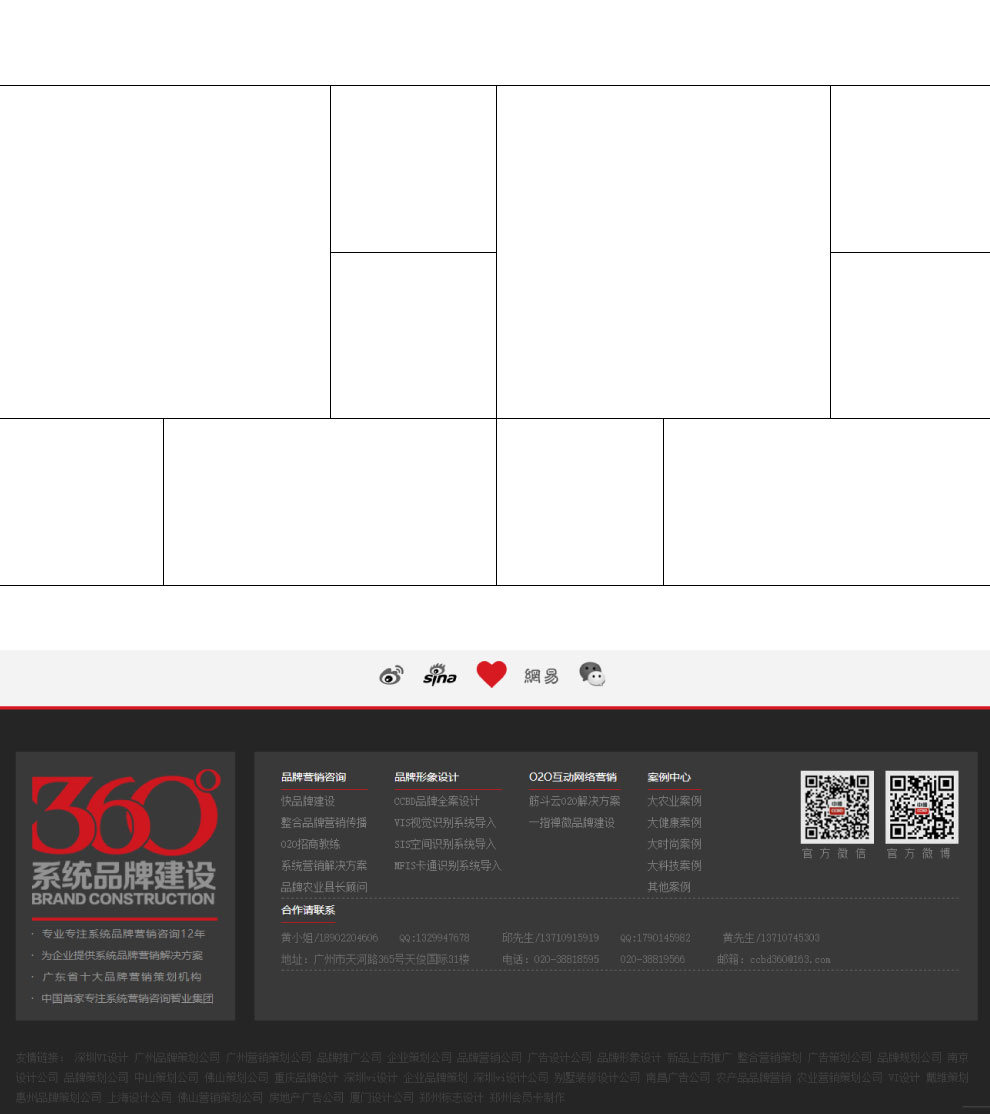 sina
網易
360°
系统品牌建设
BRAND CONSTRUCTION
· 专业专注系统品牌营销咨询12年
· 为企业提供系统品牌营销解决方案
· 广东省十大品牌营销策划机构
· 中国首家专注系统营销咨询智业集团
品牌营销咨询
快品牌建设
整合品牌营销传播
O2O招商教练
系统营销解决方案
品牌农业县长顾问
品牌形象设计
CCBD品牌全案设计
VIS视觉识别系统导入
SIS空间识别系统导入
MFIS卡通识别系统导入
O2O互动网络营销
筋斗云O2O解决方案
一指禅微品牌建设
案例中心
大农业案例
大健康案例
大时尚案例
大科技案例
其他案例
官方微信
官方微博
合作请联系
黄小姐/18902204606 QQ:1329947678 邱先生/13710915919 QQ:1790145982 黄先生/13710745303
地址：广州市天河路365号天俊国际31楼 电话：020-38818595 020-38819566 邮箱：ccbd360@163.com
友情链接： 深圳VI设计 广州品牌策划公司 广州营销策划公司 品牌推广公司 企业策划公司 品牌营销公司 广告设计公司 品牌形象设计 新品上市推广 整合营销策划 广告策划公司 品牌规划公司 南京
设计公司 品牌策划公司 中山策划公司 佛山策划公司 重庆品牌设计 深圳vi设计 企业品牌策划 深圳vi设计公司 别墅装修设计公司 南昌广告公司 农产品品牌营销 农业营销策划公司 VI设计 戴维策划
惠州品牌策划公司 上海设计公司 佛山营销策划公司 房地产广告公司 厦门设计公司 郑州标志设计 郑州会员卡制作